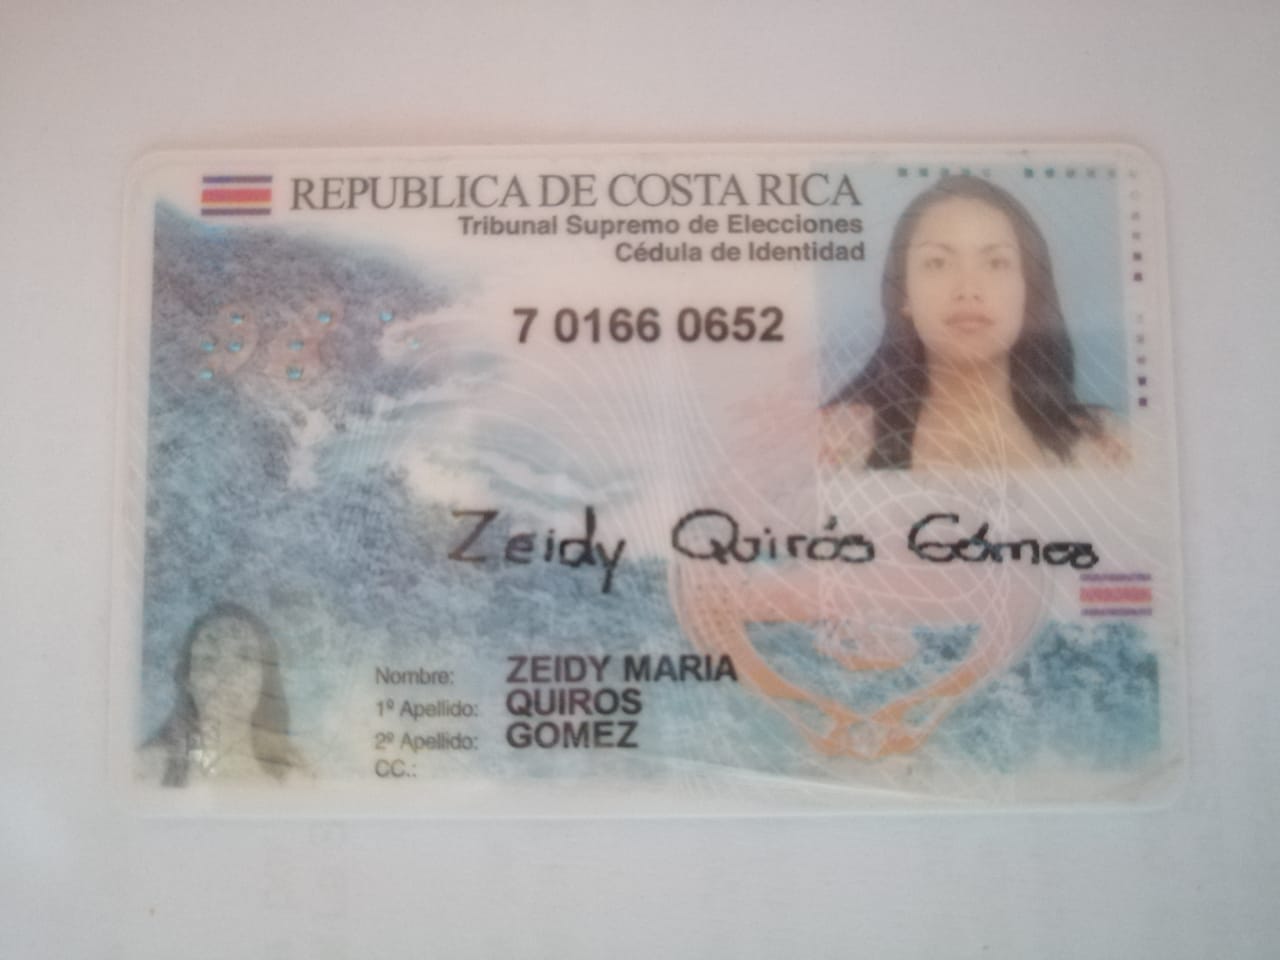 REPUBLICA DE COSTA RICA
Tribunal Supremo de Elecciones
Cédula de Identidad
7 0166 0652
Zeidy Quirós Gómes
Nombre: ZEIDY MARIA
1º Apellido: QUIROS
2º Apellido: GOMEZ
CC.: